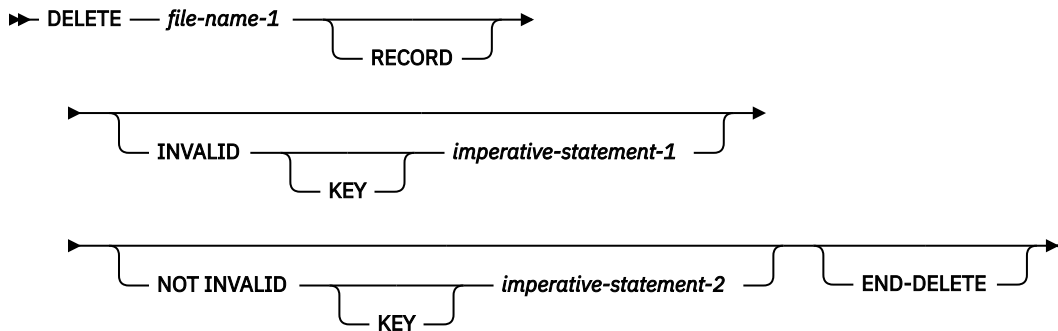 DELETE file-name-1
RECORD
INVALID imperative-statement-1
KEY
NOT INVALID imperative-statement-2 END-DELETE
KEY